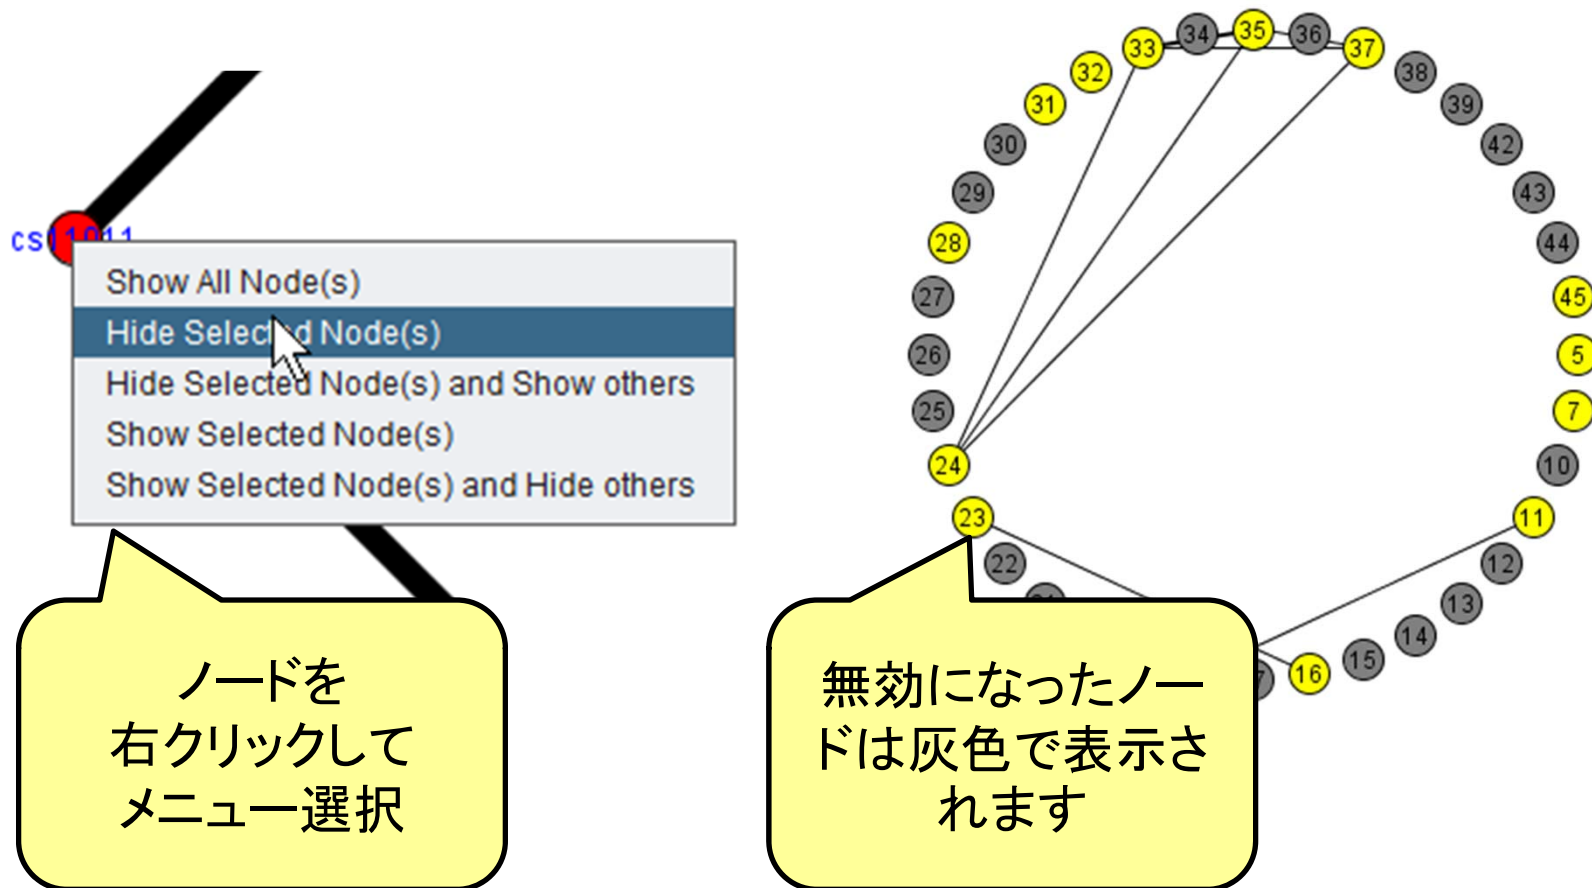 cs11011
Show All Node(s)
Hide Selected Node(s)
Hide Selected Node(s) and Show others
Show Selected Node(s)
Show Selected Node(s) and Hide others
ノードを
右クリックして
メニュー選択
33
34
35
36
37
32
38
31
39
30
42
29
43
28
44
27
45
26
5
25
7
24
10
23
11
22
12
13
14
15
16
無効になったノー
ドは灰色で表示さ
れます